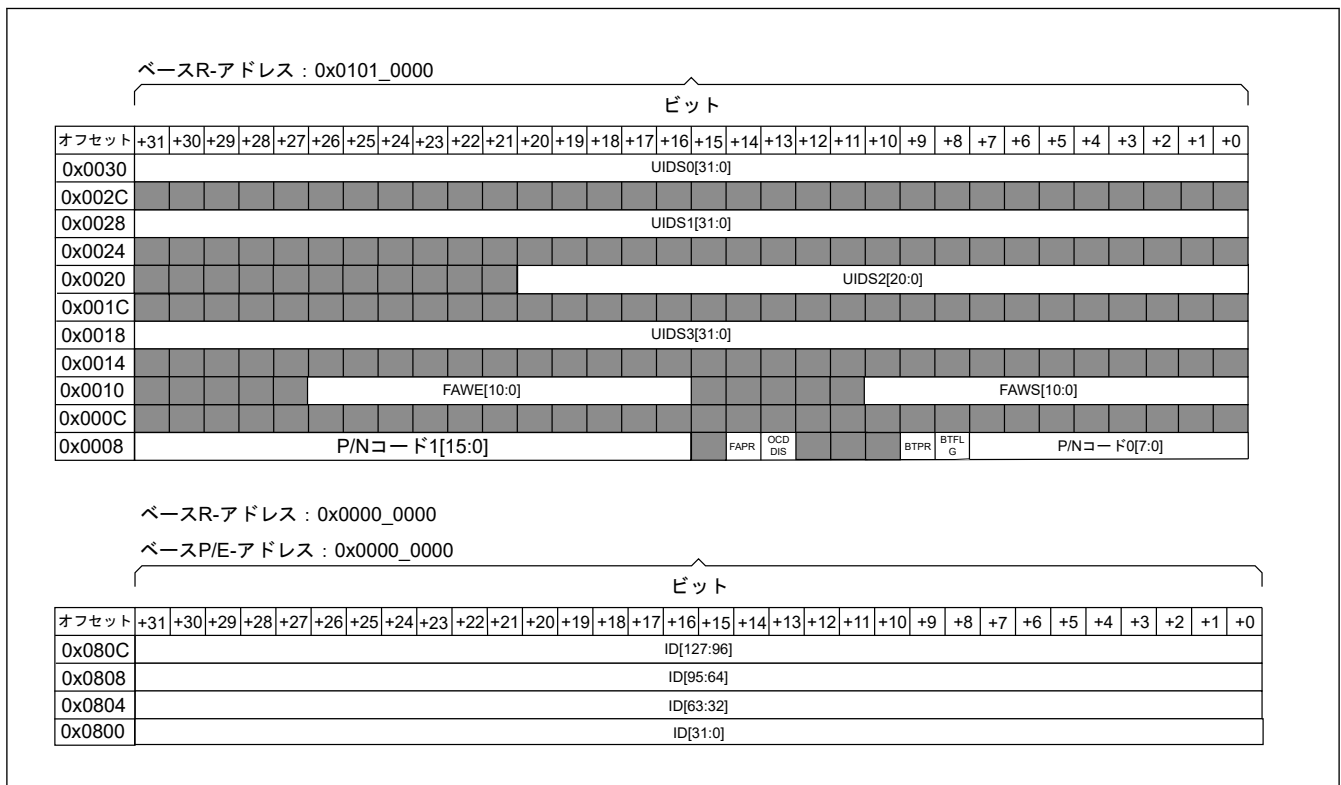 ベースR-アドレス：0x0101_0000
ビット
オフセット +31 +30 +29 +28 +27 +26 +25 +24 +23 +22 +21 +20 +19 +18 +17 +16 +15 +14 +13 +12 +11 +10 +9 +8 +7 +6 +5 +4 +3 +2 +1 +0
0x0030 UIDS0[31:0]
0x002C
0x0028 UIDS1[31:0]
0x0024
0x0020 UIDS2[20:0]
0x001C
0x0018 UIDS3[31:0]
0x0014
0x0010 FAWE[10:0] FAWS[10:0]
0x000C
0x0008 P/Nコード1[15:0] FAPR OCD DIS BTPR BTFL G P/Nコード0[7:0]
ベースR-アドレス：0x0000_0000
ベースP/E-アドレス：0x0000_0000
ビット
オフセット +31 +30 +29 +28 +27 +26 +25 +24 +23 +22 +21 +20 +19 +18 +17 +16 +15 +14 +13 +12 +11 +10 +9 +8 +7 +6 +5 +4 +3 +2 +1 +0
0x080C ID[127:96]
0x0808 ID[95:64]
0x0804 ID[63:32]
0x0800 ID[31:0]